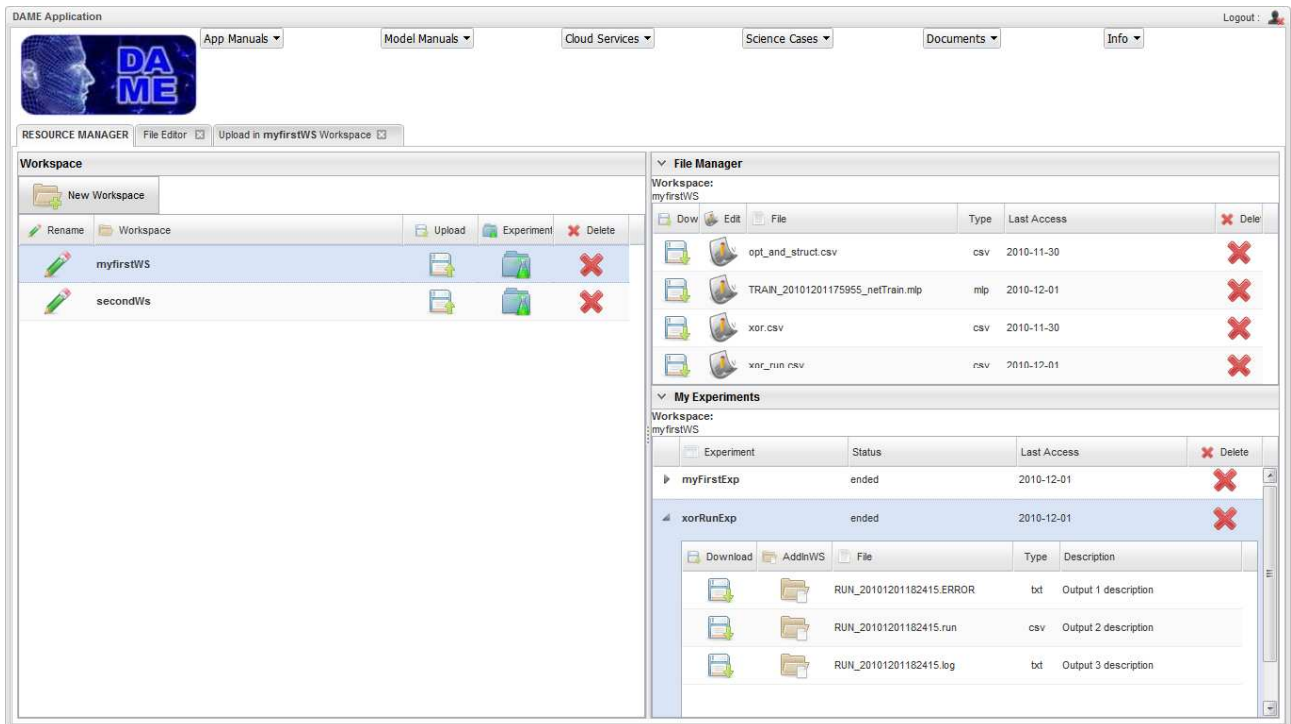 DAME Application
Logout :
App Manuals
Model Manuals
Cloud Services
Science Cases
Documents
Info
DA
ME
RESOURCE MANAGER
File Editor
Upload in myfirstWS Workspace
Workspace
New Workspace
Rename Workspace Upload Experiment Delete
myfirstWS
secondWs
File Manager
Workspace:
myfirstWS
Dow Edit File Type Last Access Delet
opt_and_struct.csv csv 2010-11-30
TRAIN_20101201175955_netTrain.mlp mlp 2010-12-01
xor.csv csv 2010-11-30
xor_run.csv csv 2010-12-01
My Experiments
Workspace:
myfirstWS
Experiment Status Last Access Delete
myFirstExp ended 2010-12-01
xorRunExp ended 2010-12-01
Download AddInWS File Type Description
RUN_20101201182415.ERROR txt Output 1 description
RUN_20101201182415.run csv Output 2 description
RUN_20101201182415.log txt Output 3 description